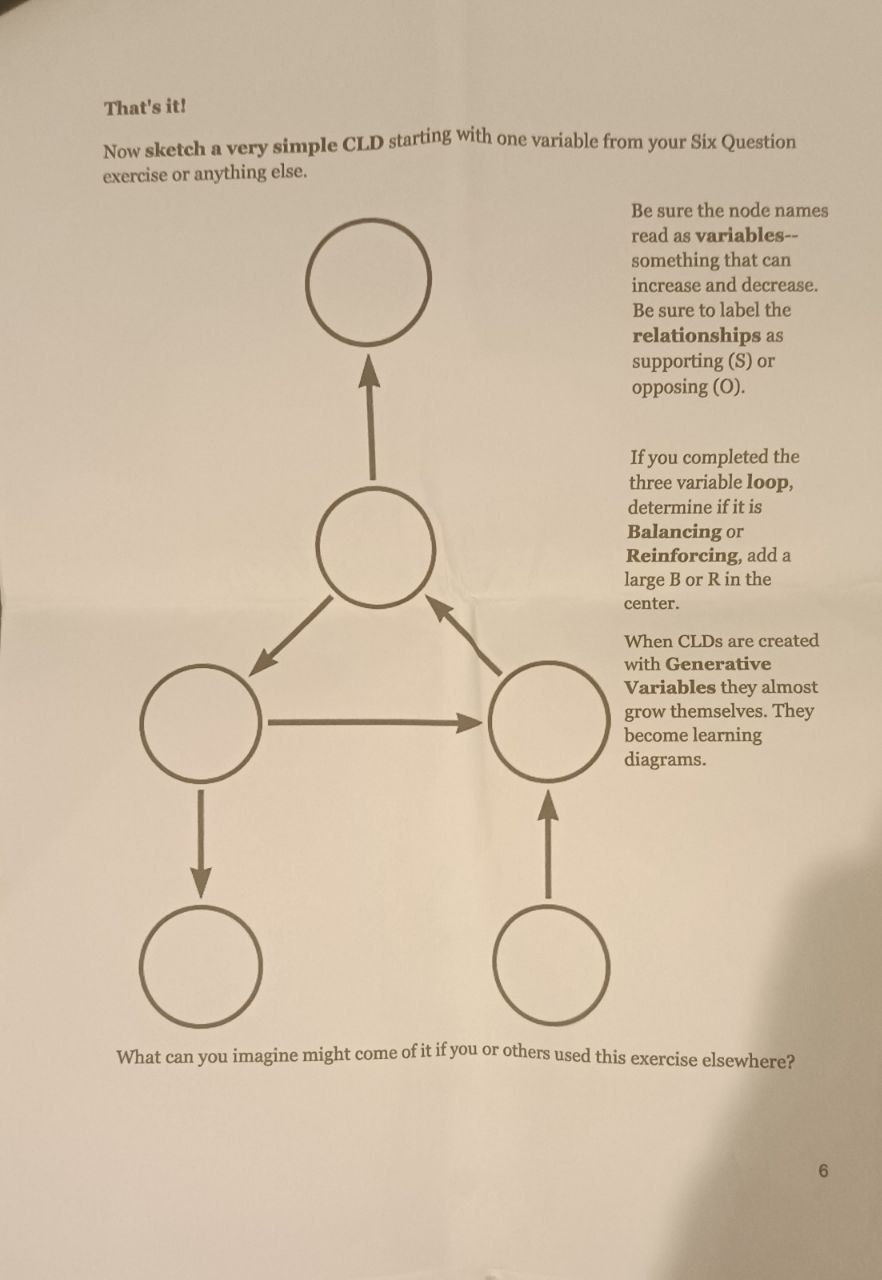 That's it!
Now sketch a very simple CLD starting with one variable from your Six Question
exercise or anything else.
Be sure the node names
read as variables--
something that can
increase and decrease.
Be sure to label the
relationships as
supporting (S) or
opposing (O).
If you completed the
three variable loop,
determine if it is
Balancing or
Reinforcing, add a
large B or R in the
center.
When CLDs are created
with Generative
Variables they almost
grow themselves. They
become learning
diagrams.
What can you imagine might come of it if you or others used this exercise elsewhere?
6